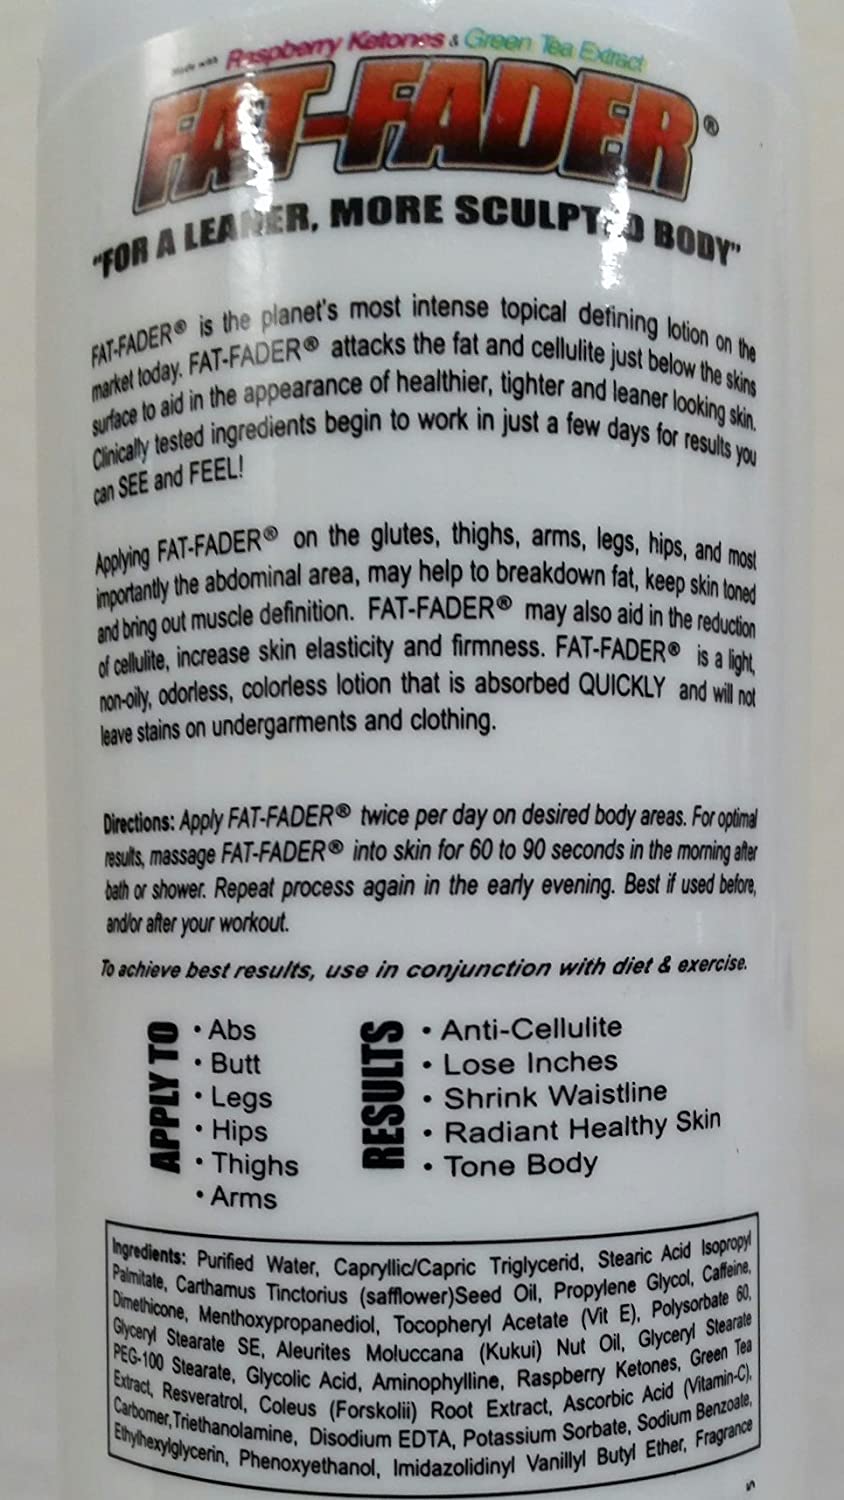 Made with Raspberry Ketones & Green Tea Extract
FAT-FADER®
"FOR A LEANER, MORE SCULPTED BODY"
FAT-FADER® is the planet's most intense topical defining lotion on the
market today. FAT-FADER® attacks the fat and cellulite just below the skins
surface to aid in the appearance of healthier, tighter and leaner looking skin.
Clinically tested ingredients begin to work in just a few days for results you
can SEE and FEEL!
Applying FAT-FADER® on the glutes, thighs, arms, legs, hips, and most
importantly the abdominal area, may help to breakdown fat, keep skin toned
and bring out muscle definition. FAT-FADER® may also aid in the reduction
of cellulite, increase skin elasticity and firmness. FAT-FADER® is a light,
non-oily, odorless, colorless lotion that is absorbed QUICKLY and will not
leave stains on undergarments and clothing.
Directions: Apply FAT-FADER® twice per day on desired body areas. For optimal
results, massage FAT-FADER® into skin for 60 to 90 seconds in the morning after
bath or shower. Repeat process again in the early evening. Best if used before,
and/or after your workout.
To achieve best results, use in conjunction with diet & exercise.
APPLY TO
• Abs
• Butt
• Legs
• Hips
• Thighs
• Arms
RESULTS
• Anti-Cellulite
• Lose Inches
• Shrink Waistline
• Radiant Healthy Skin
• Tone Body
Ingredients: Purified Water, Capryllic/Capric Triglycerid, Stearic Acid Isopropyl
Palmitate, Carthamus Tinctorius (safflower)Seed Oil, Propylene Glycol, Caffeine,
Dimethicone, Menthoxypropanediol, Tocopheryl Acetate (Vit E), Polysorbate 60,
Glyceryl Stearate SE, Aleurites Moluccana (Kukui) Nut Oil, Glyceryl Stearate
PEG-100 Stearate, Glycolic Acid, Aminophylline, Raspberry Ketones, Green Tea
Extract, Resveratrol, Coleus (Forskolii) Root Extract, Ascorbic Acid (Vitamin-C),
Carbomer, Triethanolamine, Disodium EDTA, Potassium Sorbate, Sodium Benzoate,
Ethylhexylglycerin, Phenoxyethanol, Imidazolidinyl Vanillyl Butyl Ether, Fragrance